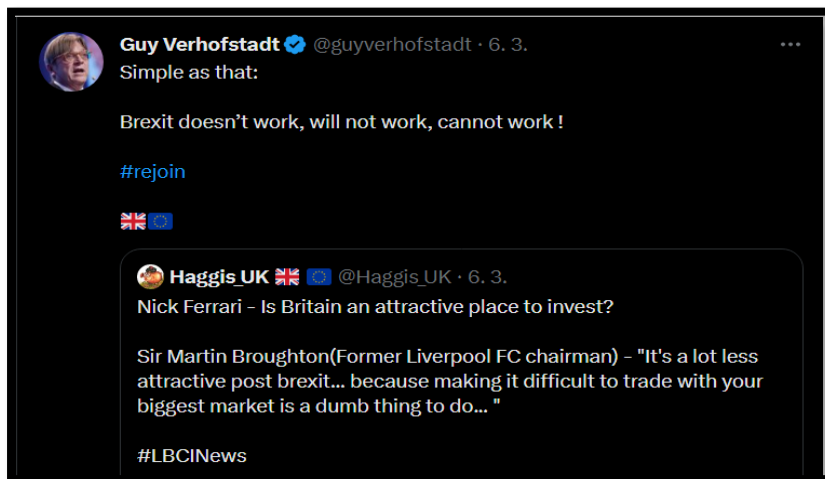 Guy Verhofstadt @guyverhofstadt · 6. 3.
Simple as that:
Brexit doesn’t work, will not work, cannot work !
#rejoin
Haggis_UK 🇬🇧 🇪🇺 @Haggis_UK · 6. 3.
Nick Ferrari - Is Britain an attractive place to invest?
Sir Martin Broughton(Former Liverpool FC chairman) - "It's a lot less
attractive post brexit... because making it difficult to trade with your
biggest market is a dumb thing to do... "
#LBCINews